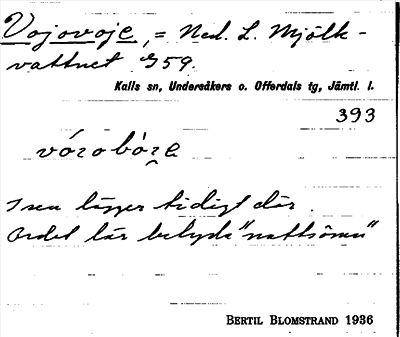 Vojovoje, = Ned. L. Mjölk-
vattnet 959.
Kalls sn, Undersåkers o. Offerdals tg, Jämtl. l.
393
vózobóze
Isen lägger tidigt där.
Ordet lär betyda "nattsömn"
BERTIL BLOMSTRAND 1936